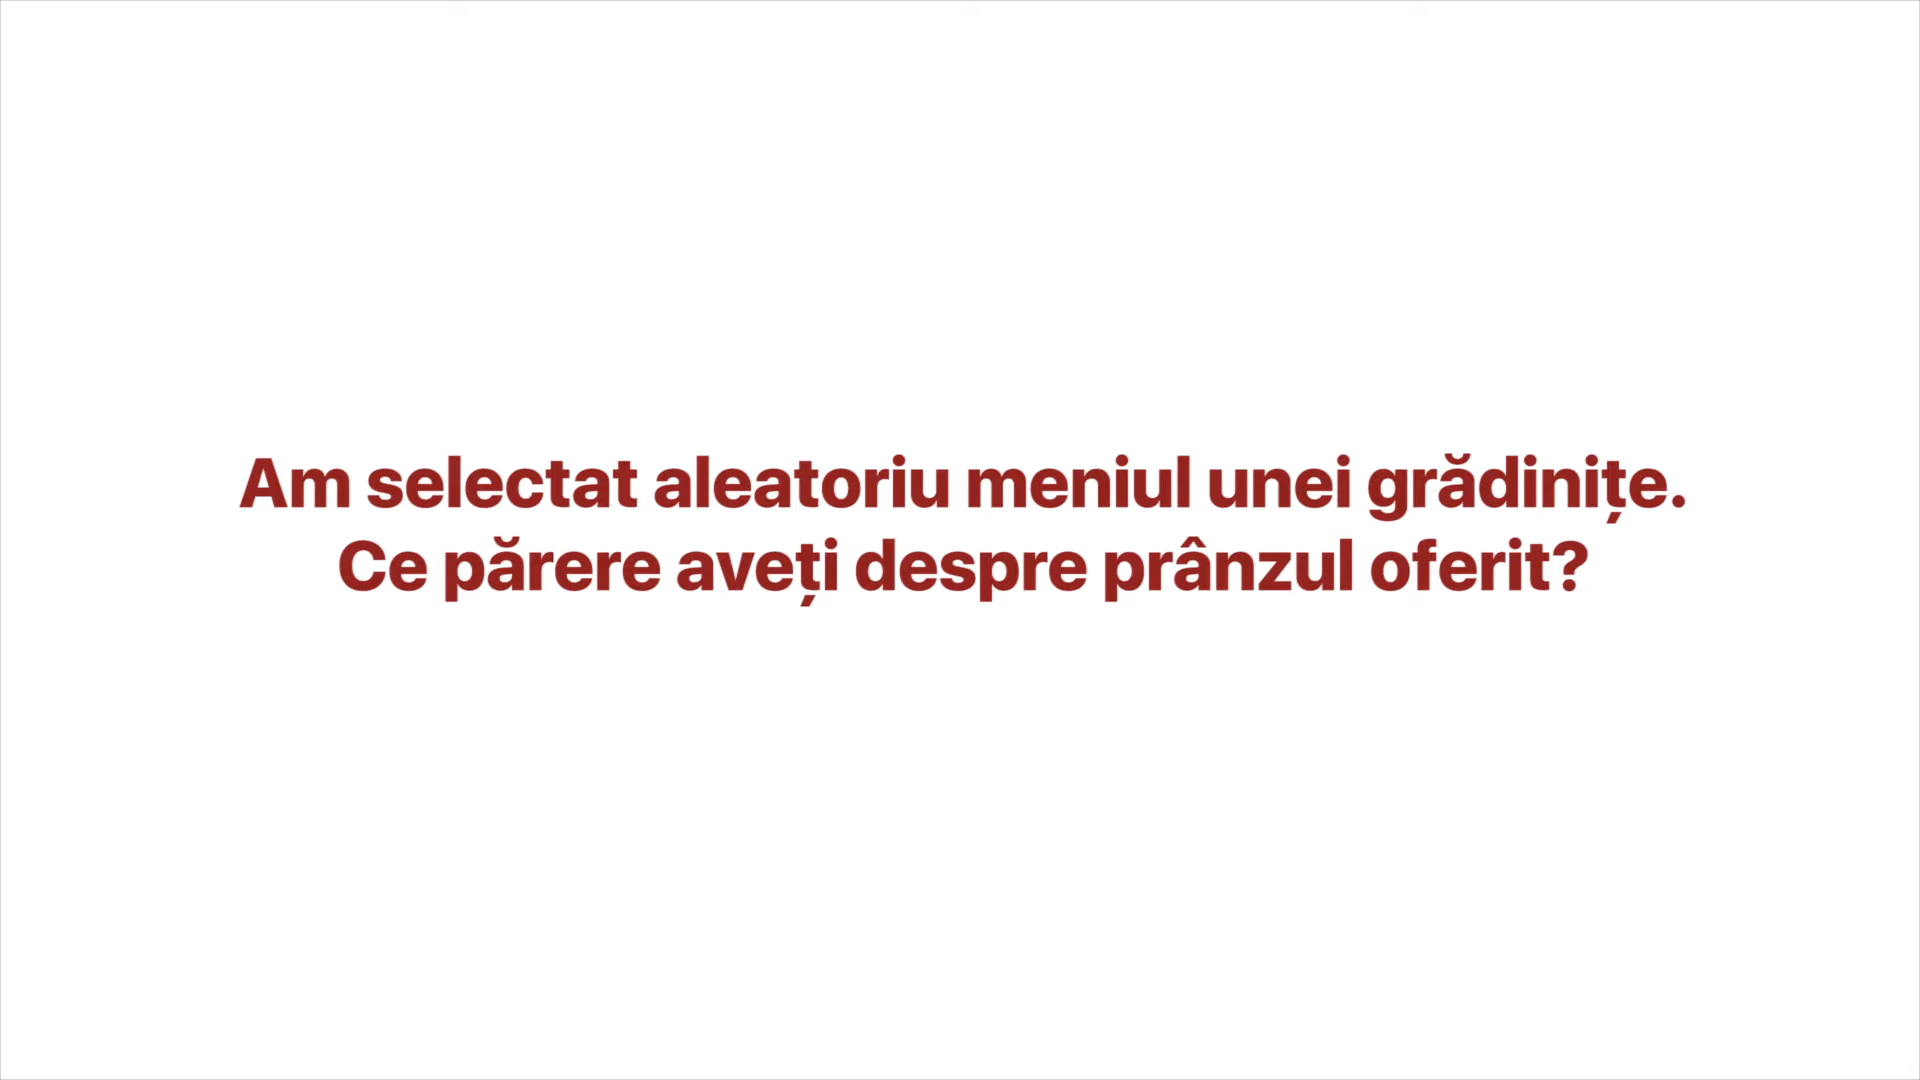 Am selectat aleatoriu meniul unei grădinițe.
Ce părere aveți despre prânzul oferit?